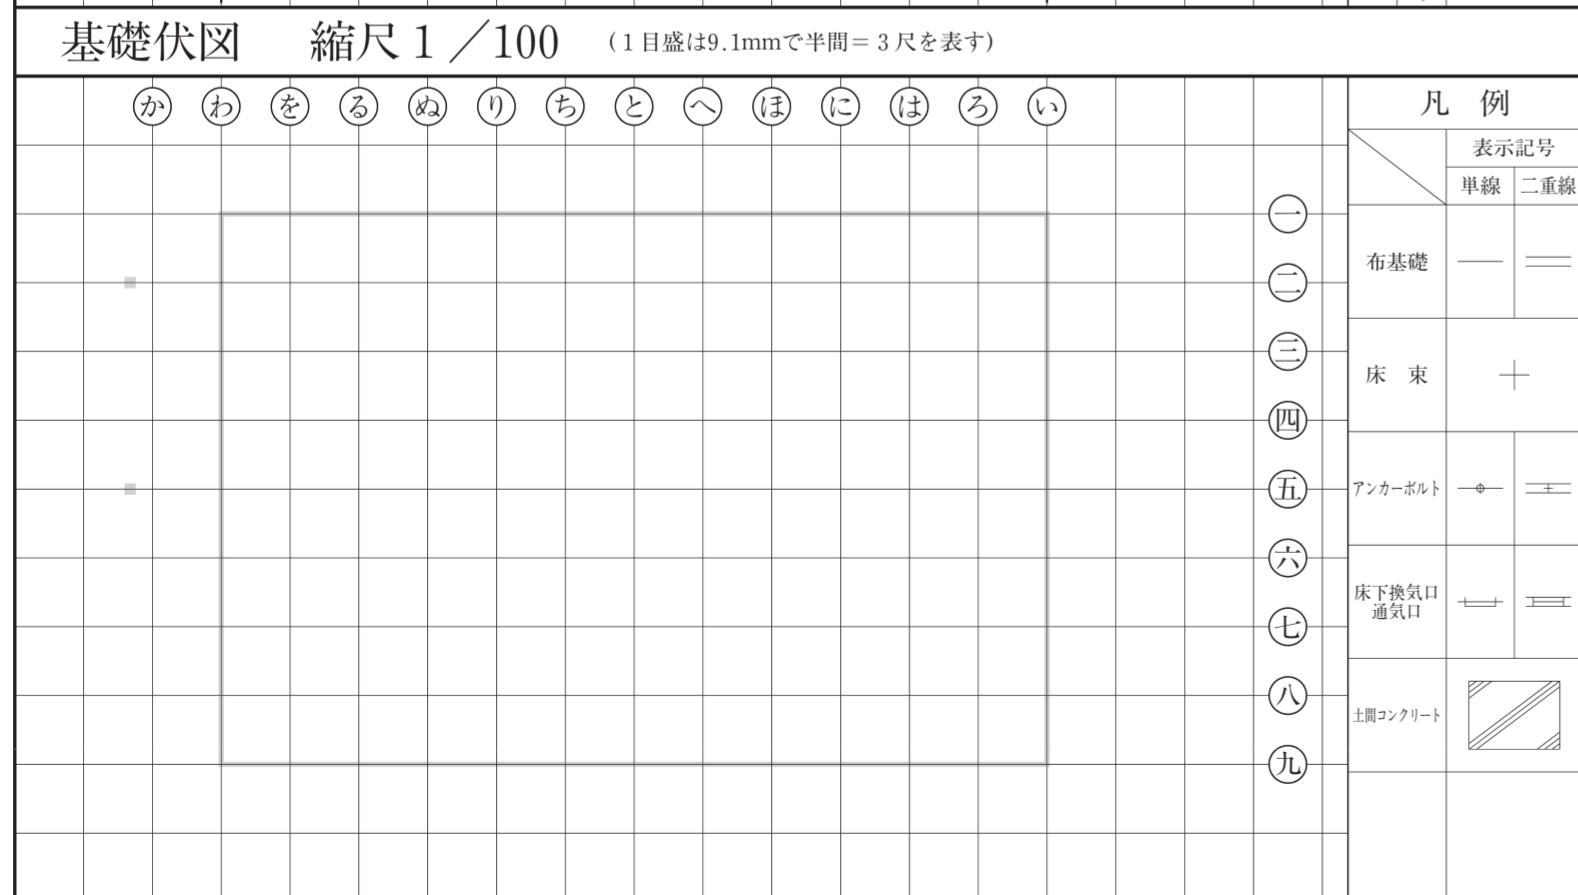 基礎伏図　縮尺1／100　(1目盛は9.1mmで半間＝3尺を表す)
か わ を る ぬ り ち と へ ほ に は ろ い
一
二
三
四
五
六
七
八
九
凡　例
表示記号
単線 二重線
布基礎
床　束
アンカーボルト
床下換気口
通気口
土間コンクリート